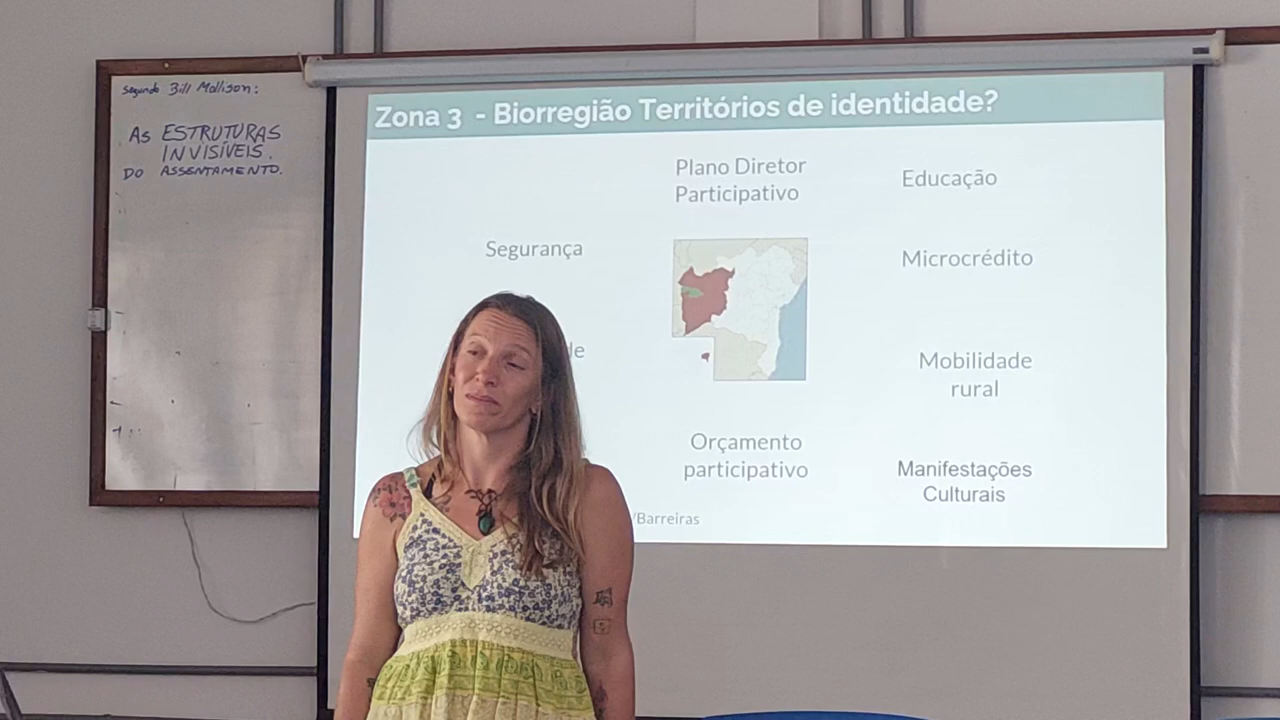 Segundo Bill Mollison:
AS ESTRUTURAS
INVISÍVEIS.
DO ASSENTAMENTO.
Zona 3 - Biorregião Territórios de identidade?
Plano Diretor
Participativo
Educação
Segurança
Microcrédito
Mobilidade
rural
Orçamento
participativo
Manifestações
Culturais
/Barreiras